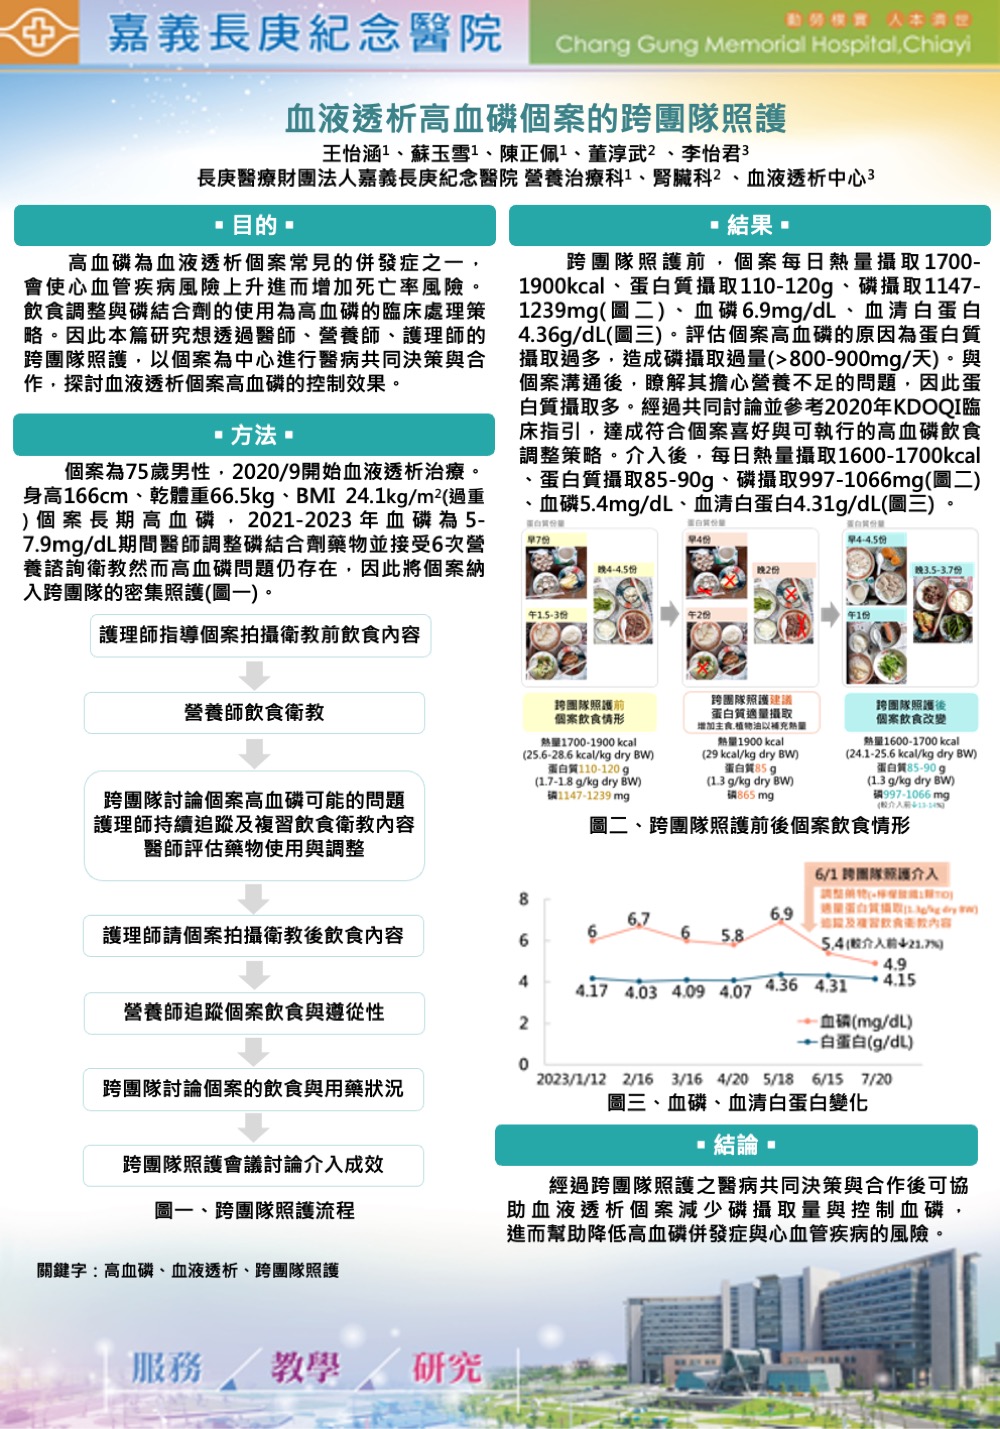 嘉義長庚紀念醫院
勤勞樸實 人本濟世
Chang Gung Memorial Hospital,Chiayi
血液透析高血磷個案的跨團隊照護
王怡涵¹、蘇玉雪¹、陳正佩¹、董淳武²、李怡君³
長庚醫療財團法人嘉義長庚紀念醫院 營養治療科¹、腎臟科²、血液透析中心³
▪ 目的 ▪
高血磷為血液透析個案常見的併發症之一，
會使心血管疾病風險上升進而增加死亡率風險。
飲食調整與磷結合劑的使用為高血磷的臨床處理策
略。因此本篇研究想透過醫師、營養師、護理師的
跨團隊照護，以個案為中心進行醫病共同決策與合
作，探討血液透析個案高血磷的控制效果。
▪ 方法 ▪
個案為75歲男性，2020/9開始血液透析治療。
身高166cm、乾體重66.5kg、BMI 24.1kg/m²(過重
)個案長期高血磷，2021-2023年血磷為5-
7.9mg/dL期間醫師調整磷結合劑藥物並接受6次營
養諮詢衛教然而高血磷問題仍存在，因此將個案納
入跨團隊的密集照護(圖一)。
護理師指導個案拍攝衛教前飲食內容
營養師飲食衛教
跨團隊討論個案高血磷可能的問題
護理師持續追蹤及複習飲食衛教內容
醫師評估藥物使用與調整
護理師請個案拍攝衛教後飲食內容
營養師追蹤個案飲食與遵從性
跨團隊討論個案的飲食與用藥狀況
跨團隊照護會議討論介入成效
圖一、跨團隊照護流程
關鍵字：高血磷、血液透析、跨團隊照護
▪ 結果 ▪
跨團隊照護前，個案每日熱量攝取1700-
1900kcal、蛋白質攝取110-120g、磷攝取1147-
1239mg(圖二)、血磷6.9mg/dL、血清白蛋白
4.36g/dL(圖三)。評估個案高血磷的原因為蛋白質
攝取過多，造成磷攝取過量(>800-900mg/天)。與
個案溝通後，瞭解其擔心營養不足的問題，因此蛋
白質攝取多。經過共同討論並參考2020年KDOQI臨
床指引，達成符合個案喜好與可執行的高血磷飲食
調整策略。介入後，每日熱量攝取1600-1700kcal
、蛋白質攝取85-90g、磷攝取997-1066mg(圖二)
、血磷5.4mg/dL、血清白蛋白4.31g/dL(圖三)。
蛋白質份量
早7份
晚4-4.5份
午1.5-3份
蛋白質份量
早4份
晚2份
午2份
蛋白質份量
早4-4.5份
晚3.5-3.7份
午1份
跨團隊照護前
個案飲食情形
熱量1700-1900 kcal
(25.6-28.6 kcal/kg dry BW)
蛋白質110-120 g
(1.7-1.8 g/kg dry BW)
磷1147-1239 mg
跨團隊照護建議
蛋白質適量攝取
增加主食,植物油以補充熱量
熱量1900 kcal
(29 kcal/kg dry BW)
蛋白質85 g
(1.3 g/kg dry BW)
磷865 mg
跨團隊照護後
個案飲食改變
熱量1600-1700 kcal
(24.1-25.6 kcal/kg dry BW)
蛋白質85-90 g
(1.3 g/kg dry BW)
磷997-1066 mg
(較介入前↓13-14%)
圖二、跨團隊照護前後個案飲食情形
6/1 跨團隊照護介入
調整藥物(+檸檬酸鐵1顆TID)
適量蛋白質攝取(1.3g/kg dry BW)
追蹤及複習飲食衛教內容
8
6
4
2
0
6 6.7 6 5.8 6.9 5.4(較介入前↓21.7%) 4.9
4.17 4.03 4.09 4.07 4.36 4.31 4.15
血磷(mg/dL)
白蛋白(g/dL)
2023/1/12 2/16 3/16 4/20 5/18 6/15 7/20
圖三、血磷、血清白蛋白變化
▪ 結論 ▪
經過跨團隊照護之醫病共同決策與合作後可協
助血液透析個案減少磷攝取量與控制血磷，
進而幫助降低高血磷併發症與心血管疾病的風險。
服務 / 教學 / 研究